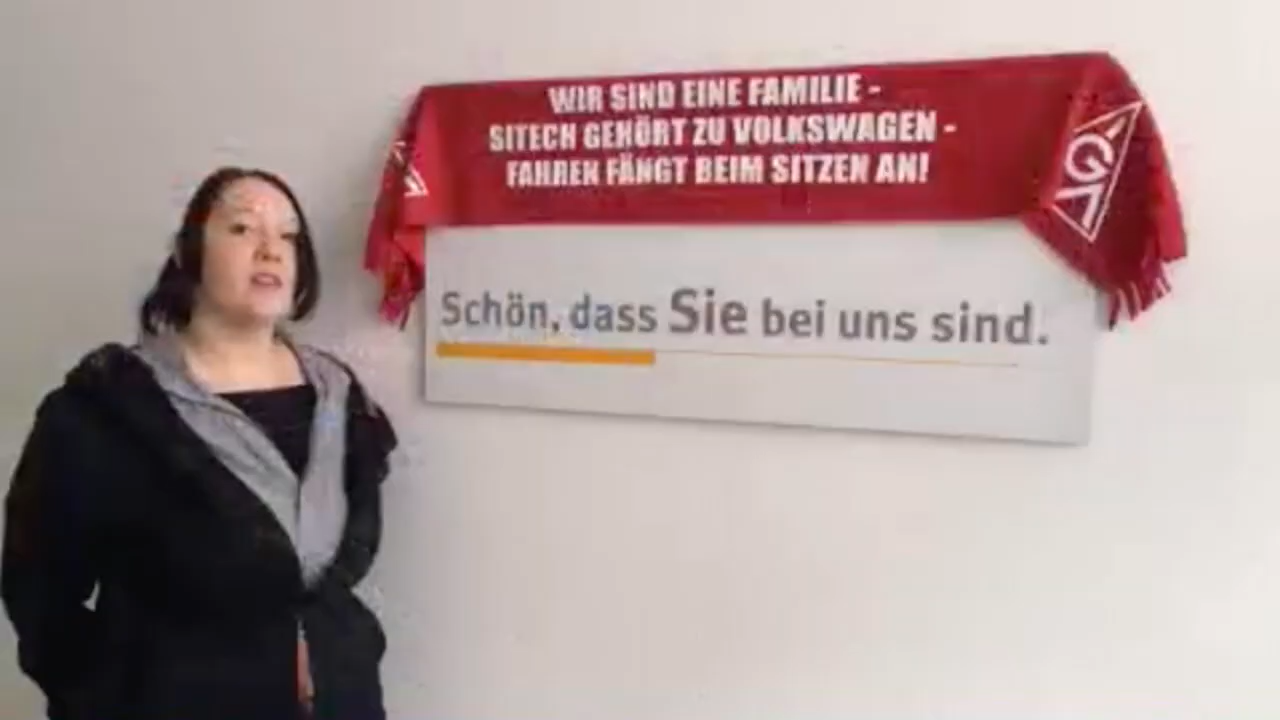 WIR SIND EINE FAMILIE -
SITECH GEHÖRT ZU VOLKSWAGEN -
FAHREN FÄNGT BEIM SITZEN AN!
Schön, dass Sie bei uns sind.